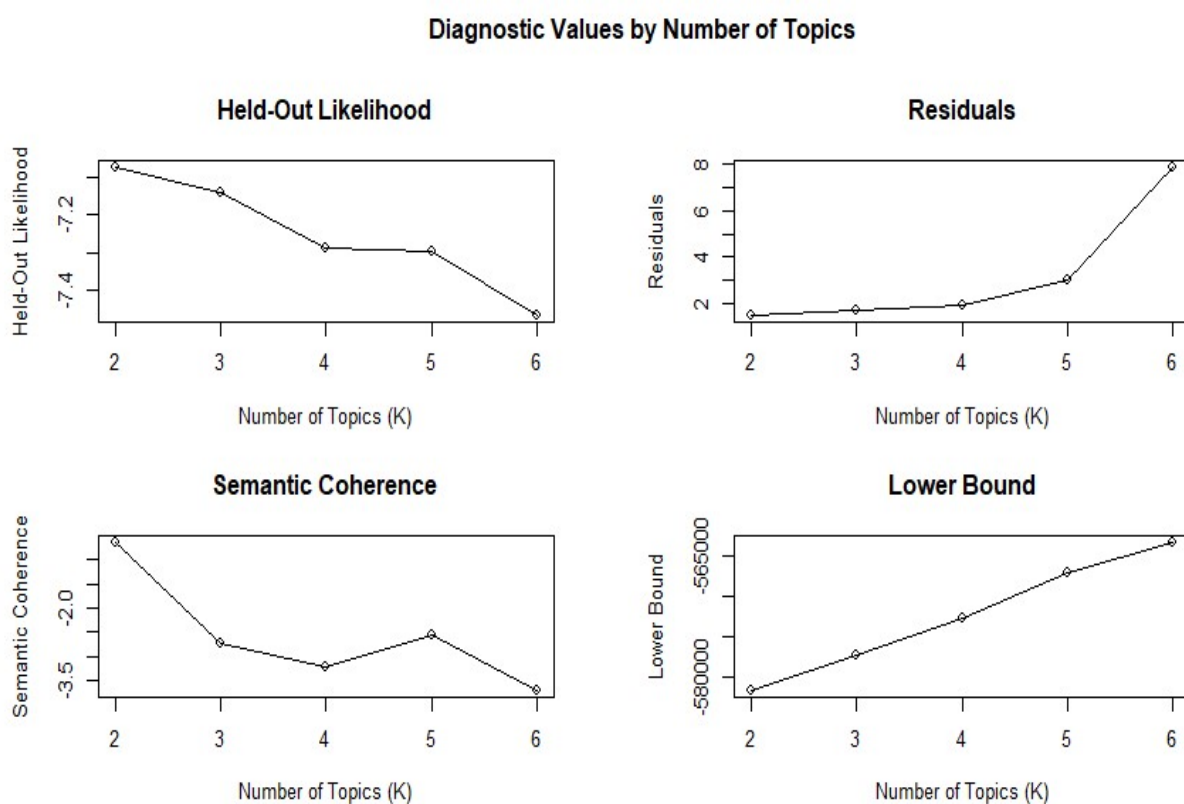 Diagnostic Values by Number of Topics
Held-Out Likelihood
Held-Out Likelihood
-7.2
-7.4
2 3 4 5 6
Number of Topics (K)
Residuals
Residuals
8
6
4
2
2 3 4 5 6
Number of Topics (K)
Semantic Coherence
Semantic Coherence
-2.0
-3.5
2 3 4 5 6
Number of Topics (K)
Lower Bound
Lower Bound
-565000
-580000
2 3 4 5 6
Number of Topics (K)